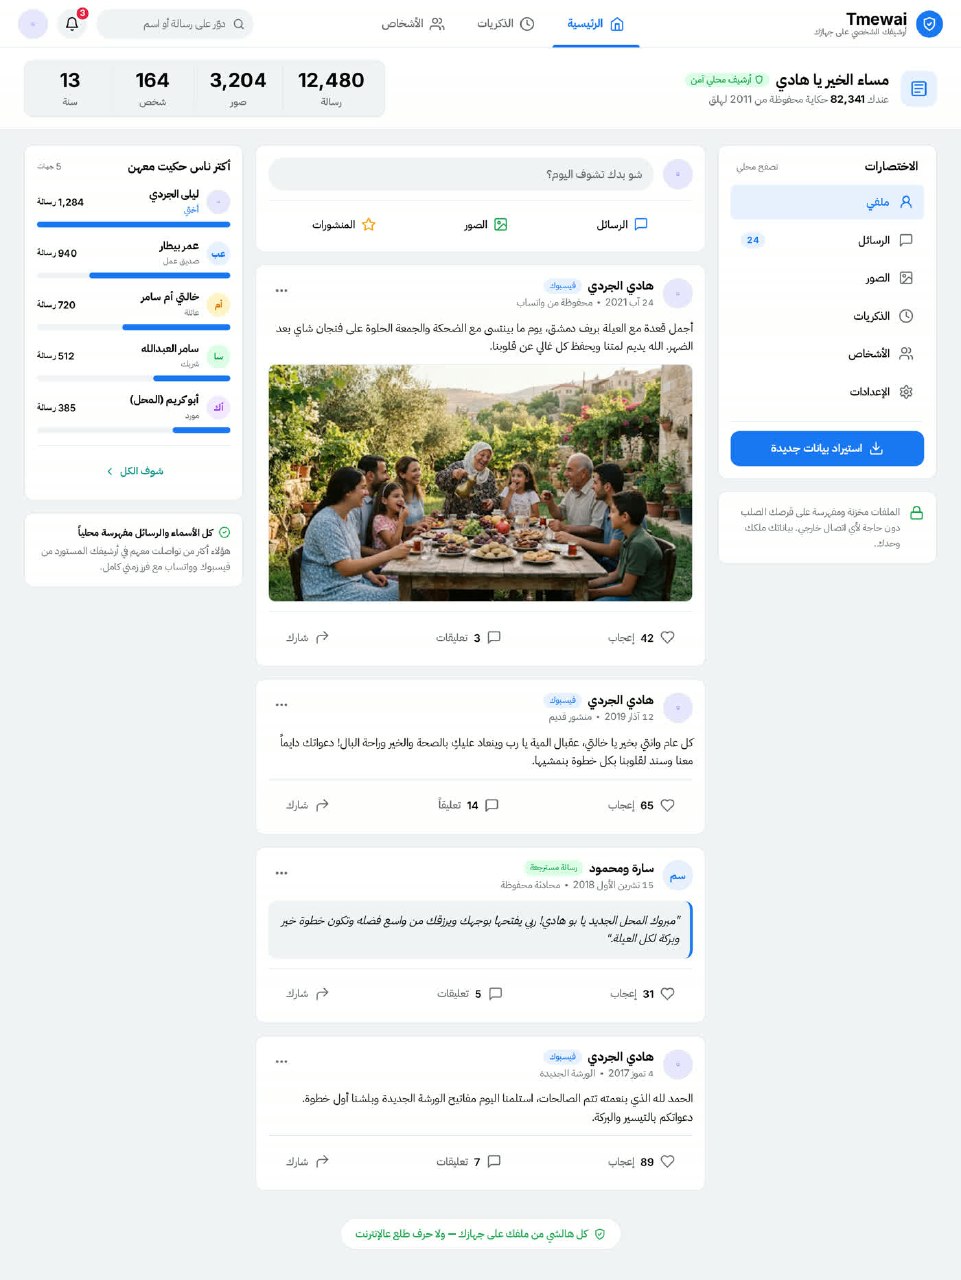 Tmewai
أرشيفك الشخصي على جهازك
الرئيسية
الذكريات
الأشخاص
دوّر على رسالة أو اسم
3
مساء الخير يا هادي
أرشيف محلي آمن
عندك 82,341 حكاية محفوظة من 2011 لهلق
12,480
رسالة
3,204
صور
164
شخص
13
سنة
الاختصارات
تصفح محلي
ملفي
الرسائل
24
الصور
الذكريات
الأشخاص
الإعدادات
استيراد بيانات جديدة
الملفات مخزنة ومفهرسة على قرصك الصلب
دون حاجة لأي اتصال خارجي. بياناتك ملكك
وحدك.
شو بدك تشوف اليوم؟
الرسائل
الصور
المنشورات
هادي الجردي
فيسبوك
24 آب 2021 • محفوظة من واتساب
أجمل قعدة مع العيلة بريف دمشق، يوم ما بينتسى مع الضحكة والجمعة الحلوة على فنجان شاي بعد
الضهر. الله يديم لمتنا ويحفظ كل غالي عن قلوبنا.
42 إعجاب
3 تعليقات
شارك
هادي الجردي
فيسبوك
12 آذار 2019 • منشور قديم
كل عام وانتي بخير يا خالتي، عقبال المية يا رب وينعاد عليكِ بالصحة والخير وراحة البال! دعواتك دايماً
معنا وسند لقلوبنا بكل خطوة بنمشيها.
65 إعجاب
14 تعليقاً
شارك
سم
سارة ومحمود
رسالة مسترجعة
15 تشرين الأول 2018 • محادثة محفوظة
"مبروك المحل الجديد يا بو هادي! ربي يفتحها بوجهك ويرزقك من واسع فضله وتكون خطوة خير
وبركة لكل العيلة."
31 إعجاب
5 تعليقات
شارك
هادي الجردي
فيسبوك
4 تموز 2017 • الورشة الجديدة
الحمد لله الذي بنعمته تتم الصالحات، استلمنا اليوم مفاتيح الورشة الجديدة وبلشنا أول خطوة.
دعواتكم بالتيسير والبركة.
89 إعجاب
7 تعليقات
شارك
أكتر ناس حكيت معهن
5 جهات
ليلى الجردي
أختي
1,284 رسالة
عب
عمر بيطار
صديق عمل
940 رسالة
أم
خالتي أم سامر
عائلة
720 رسالة
سا
سامر العبدالله
شريك
512 رسالة
أك
أبو كريم (المحل)
مورد
385 رسالة
شوف الكل
كل الأسماء والرسائل مفهرسة محلياً
هؤلاء أكثر من تواصلت معهم في أرشيفك المستورد من
فيسبوك وواتساب مع فرز زمني كامل.
كل هالشي من ملفك على جهازك — ولا حرف طلع عالإنترنت